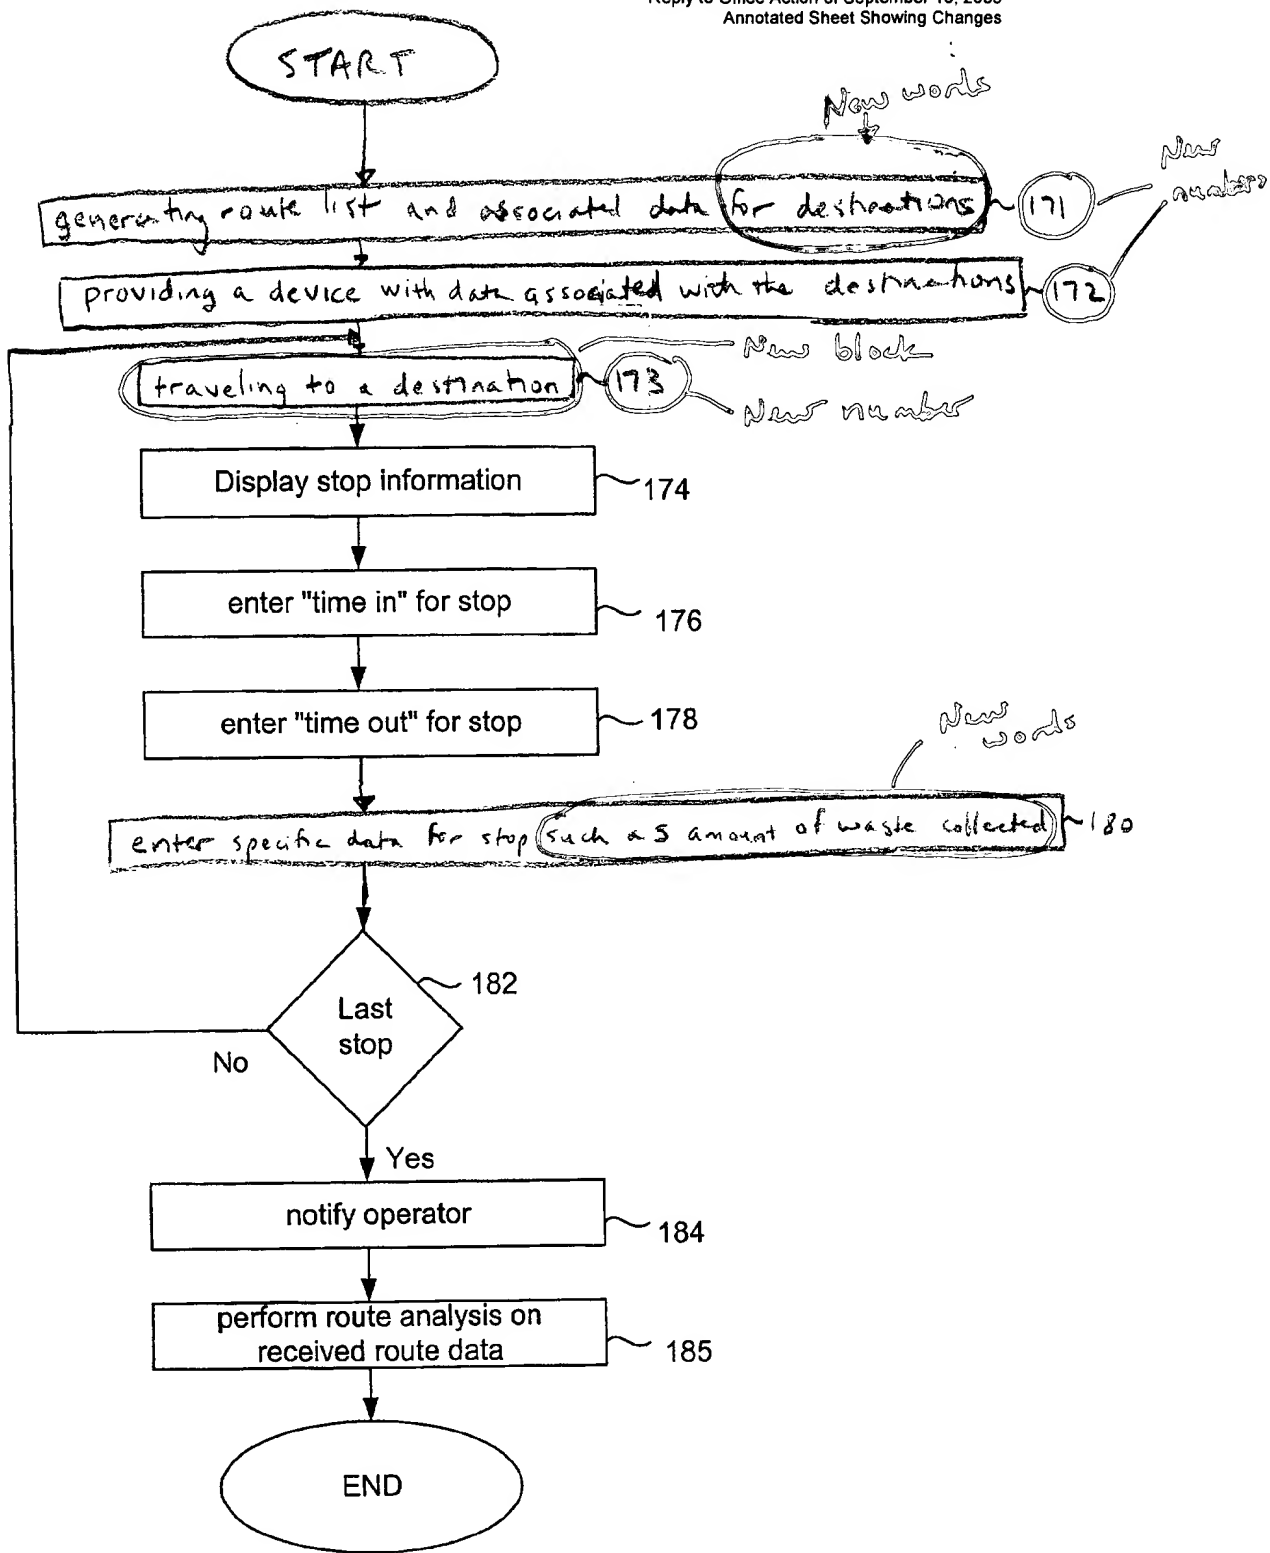 Annotated Sheet Showing Changes
START
New words
generating route list and associated data for destinations
171
New
numbers
providing a device with data associated with the destinations
172
New block
traveling to a destination
173
New number
Display stop information
174
enter "time in" for stop
176
enter "time out" for stop
178
New
words
enter specific data for stop such as amount of waste collected
180
182
Last
stop
No
Yes
notify operator
184
perform route analysis on
received route data
185
END